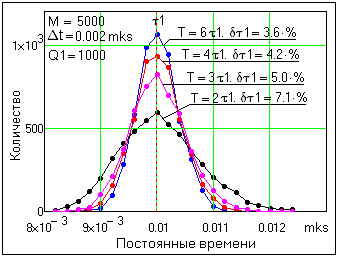 M = 5000
Δt=0.002 mks
Q1=1000
τ1
T = 6 τ1. δτ1 = 3.6 · %
T = 4 τ1. δτ1 = 4.2 · %
T = 3 τ1. δτ1 = 5.0 · %
T = 2 τ1. δτ1 = 7.1 · %
Количество
1×10³
500
0
8×10⁻³ 9×10⁻³ 0.01 0.011 0.012 mks
Постоянные времени